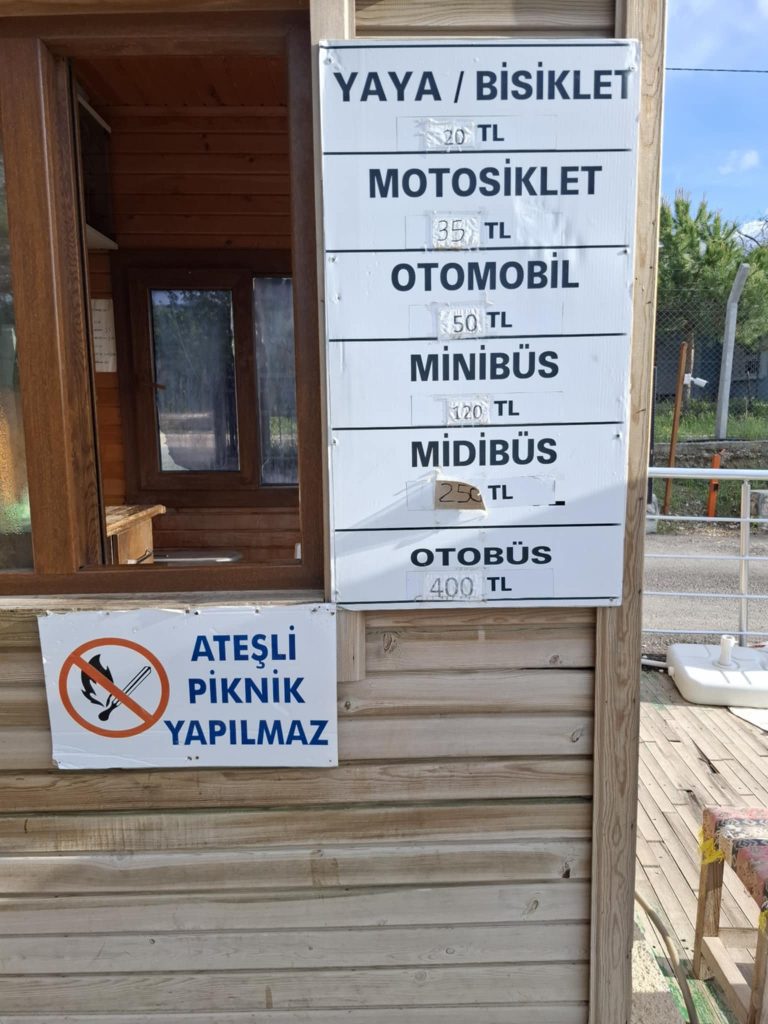 YAYA / BİSİKLET
20 TL
MOTOSİKLET
35 TL
OTOMOBİL
50 TL
MİNİBÜS
120 TL
MİDİBÜS
250 TL
OTOBÜS
400 TL
ATEŞLİ
PİKNİK
YAPILMAZ